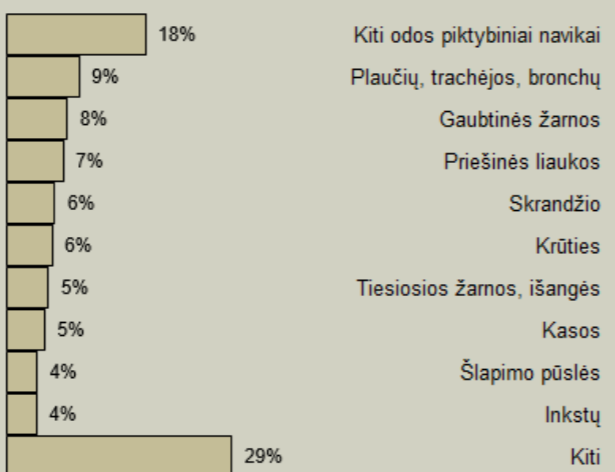 18% Kiti odos piktybiniai navikai
9% Plaučių, trachėjos, bronchų
8% Gaubtinės žarnos
7% Priešinės liaukos
6% Skrandžio
6% Krūties
5% Tiesiosios žarnos, išangės
5% Kasos
4% Šlapimo pūslės
4% Inkstų
29% Kiti